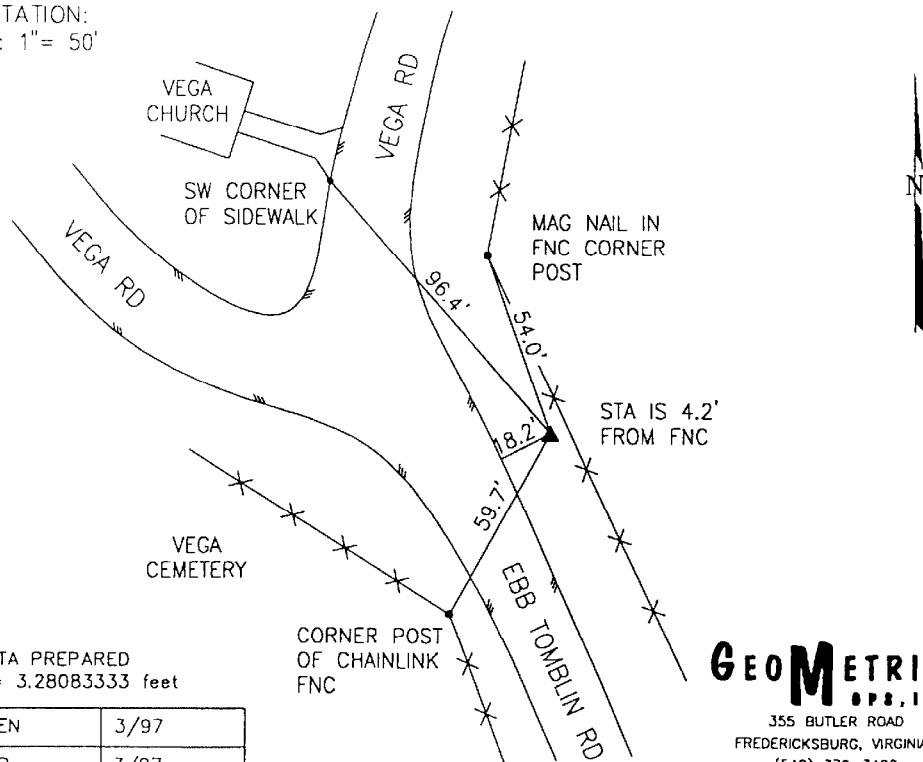 TATION:
: 1"= 50'
VEGA
CHURCH
VEGA RD
SW CORNER
OF SIDEWALK
MAG NAIL IN
FNC CORNER
POST
VEGA RD
96.4'
54.0'
STA IS 4.2'
FROM FNC
18.2'
59.7'
VEGA
CEMETERY
EBB TOMBLIN RD
CORNER POST
OF CHAINLINK
FNC
TA PREPARED
= 3.28083333 feet
EN 3/97
3/97
N
GEOMETRI
GPS, I
355 BUTLER ROAD
FREDERICKSBURG, VIRGINI